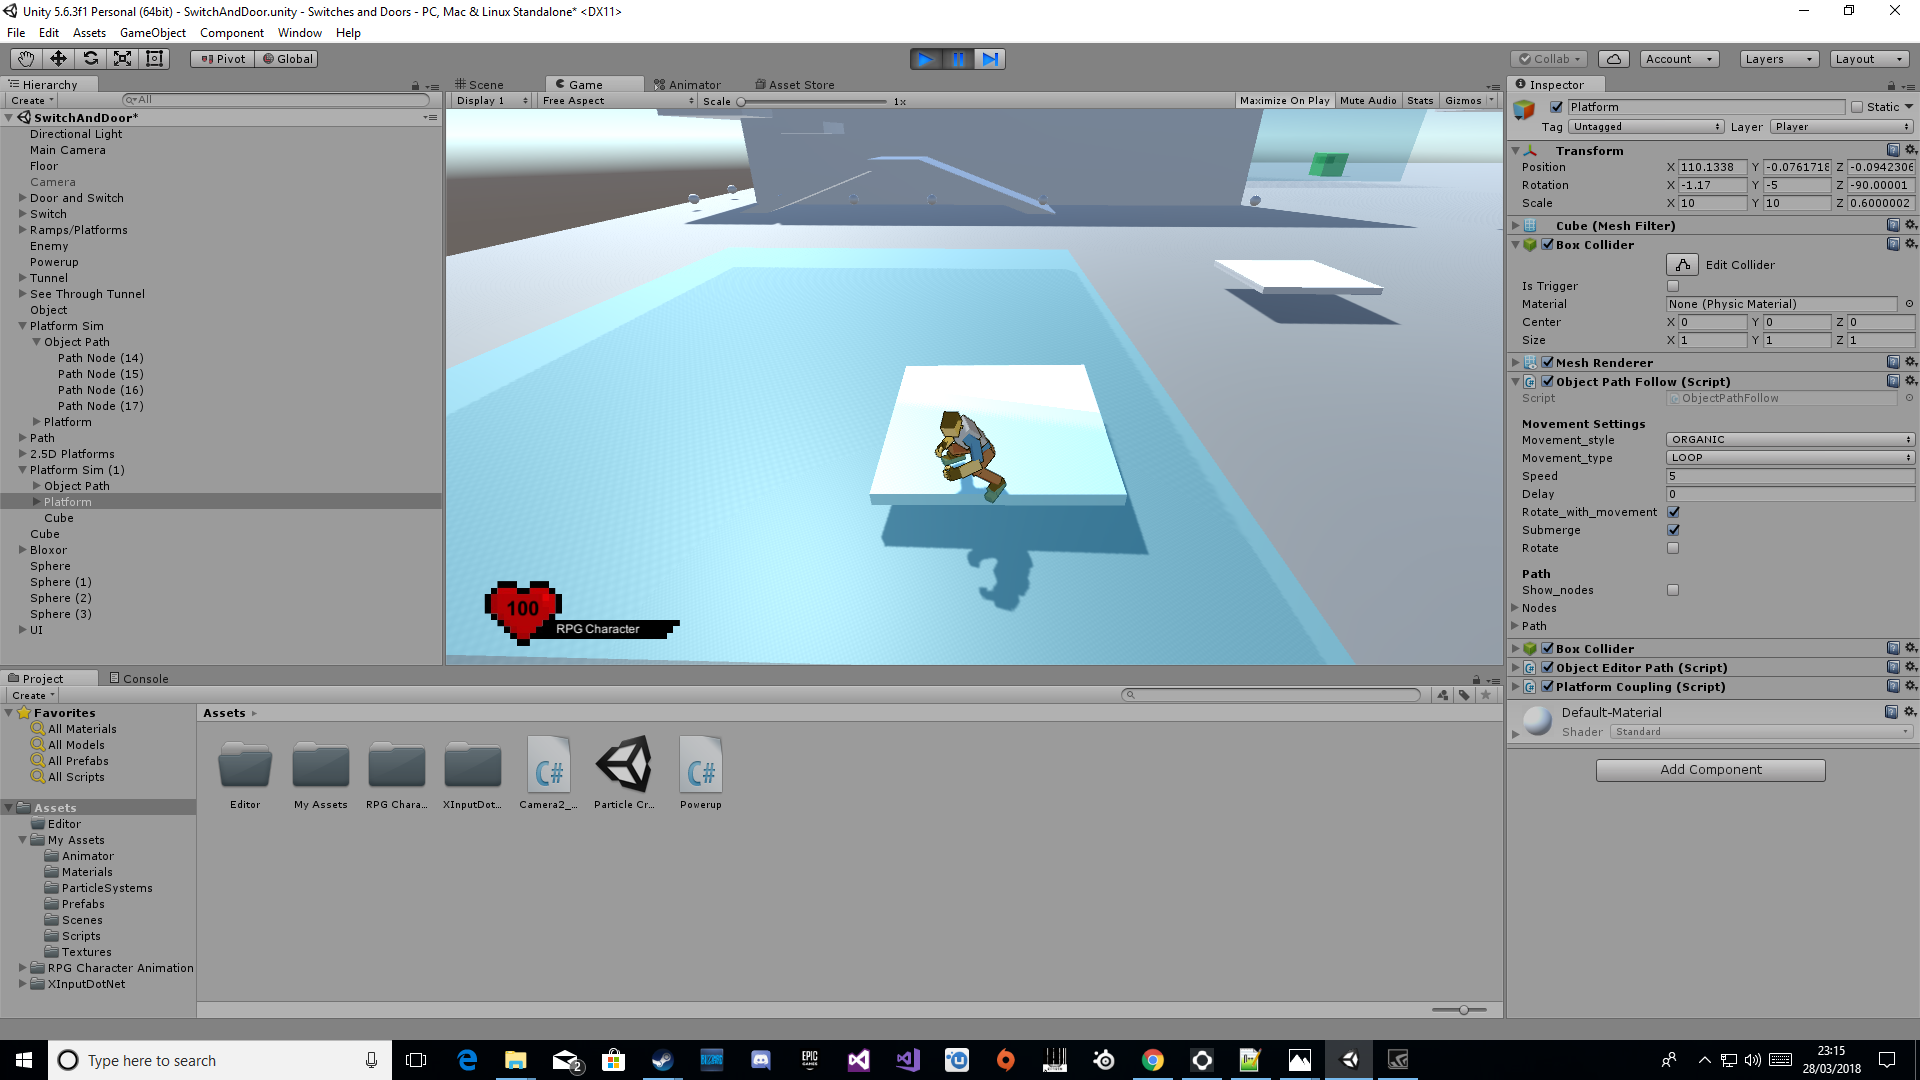 Unity 5.6.3f1 Personal (64bit) - SwitchAndDoor.unity - Switches and Doors - PC, Mac & Linux Standalone* <DX11>
File Edit Assets GameObject Component Window Help
Pivot Global Collab Account Layers Layout
Hierarchy
Create All
SwitchAndDoor*
Directional Light
Main Camera
Floor
Camera
Door and Switch
Switch
Ramps/Platforms
Enemy
Powerup
Tunnel
See Through Tunnel
Object
Platform Sim
Object Path
Path Node (14)
Path Node (15)
Path Node (16)
Path Node (17)
Platform
Path
2.5D Platforms
Platform Sim (1)
Object Path
Platform
Cube
Cube
Bloxor
Sphere
Sphere (1)
Sphere (2)
Sphere (3)
UI
Scene Game Animator Asset Store
Display 1 Free Aspect Scale 1x Maximize On Play Mute Audio Stats Gizmos
100
RPG Character
Inspector
Platform Static
Tag Untagged Layer Player
Transform
Position X 110.1338 Y -0.0761718 Z -0.0942306
Rotation X -1.17 Y -5 Z -90.00001
Scale X 10 Y 10 Z 0.6000002
Cube (Mesh Filter)
Box Collider
Edit Collider
Is Trigger
Material None (Physic Material)
Center X 0 Y 0 Z 0
Size X 1 Y 1 Z 1
Mesh Renderer
Object Path Follow (Script)
Script ObjectPathFollow
Movement Settings
Movement_style ORGANIC
Movement_type LOOP
Speed 5
Delay 0
Rotate_with_movement
Submerge
Rotate
Path
Show_nodes
Nodes
Path
Box Collider
Object Editor Path (Script)
Platform Coupling (Script)
Default-Material
Shader Standard
Add Component
Project Console
Create
Favorites
All Materials
All Models
All Prefabs
All Scripts
Assets
Editor
My Assets
Animator
Materials
ParticleSystems
Prefabs
Scenes
Scripts
Textures
RPG Character Animation
XInputDotNet
Assets
C# C#
Editor My Assets RPG Chara... XInputDot... Camera2_... Particle Cr... Powerup
Type here to search
2
EPIC GAMES
23:15
28/03/2018